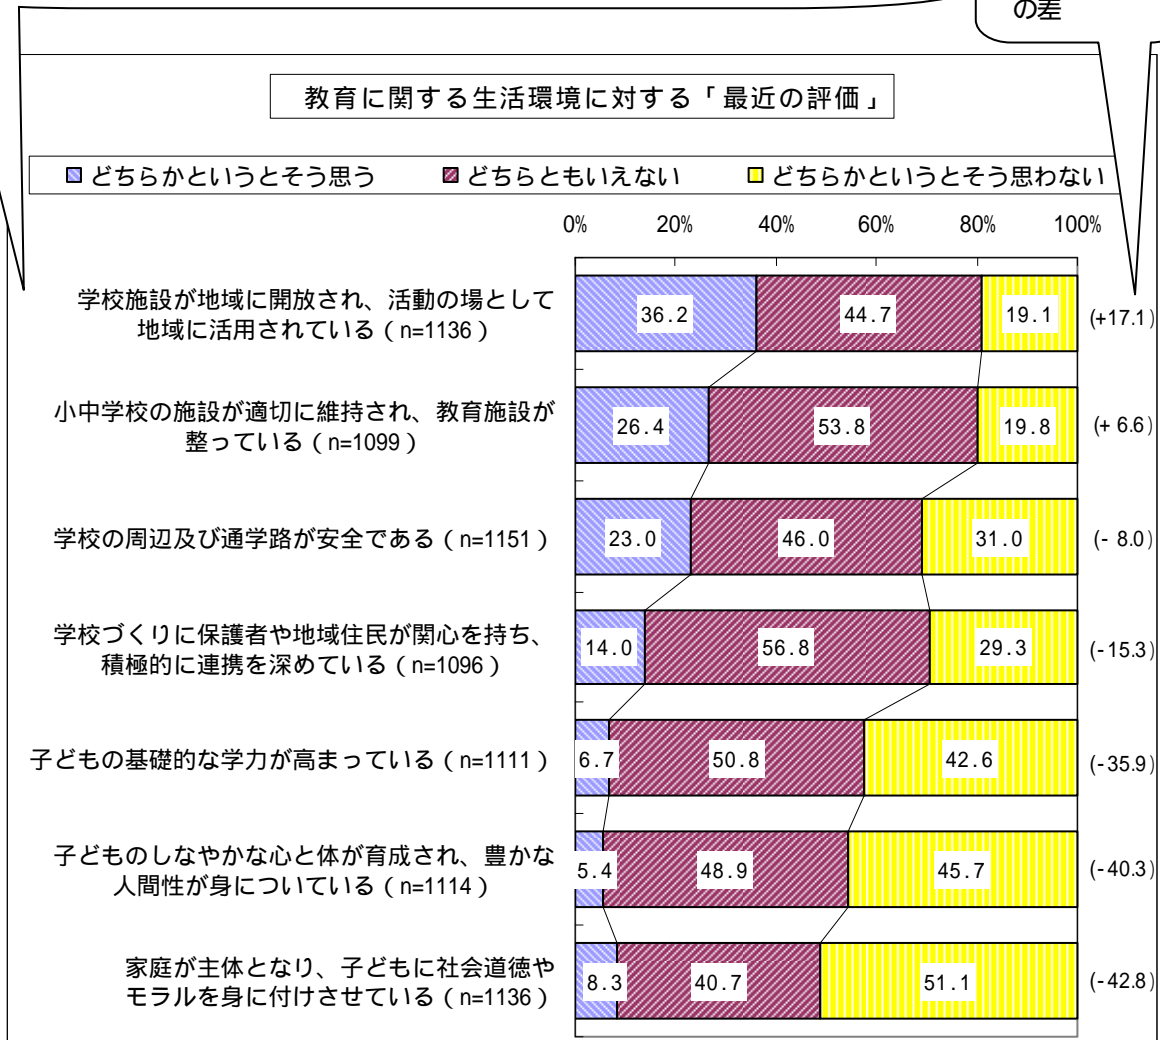 の差
教育に関する生活環境に対する「最近の評価」
どちらかというとそう思う どちらともいえない どちらかというとそう思わない
0% 20% 40% 60% 80% 100%
学校施設が地域に開放され、活動の場として
地域に活用されている(n=1136)
36.2 44.7 19.1 (+17.1)
小中学校の施設が適切に維持され、教育施設が
整っている(n=1099)
26.4 53.8 19.8 (+ 6.6)
学校の周辺及び通学路が安全である(n=1151)
23.0 46.0 31.0 (- 8.0)
学校づくりに保護者や地域住民が関心を持ち、
積極的に連携を深めている(n=1096)
14.0 56.8 29.3 (-15.3)
子どもの基礎的な学力が高まっている(n=1111)
6.7 50.8 42.6 (-35.9)
子どものしなやかな心と体が育成され、豊かな
人間性が身についている(n=1114)
5.4 48.9 45.7 (-40.3)
家庭が主体となり、子どもに社会道徳や
モラルを身に付けさせている(n=1136)
8.3 40.7 51.1 (-42.8)